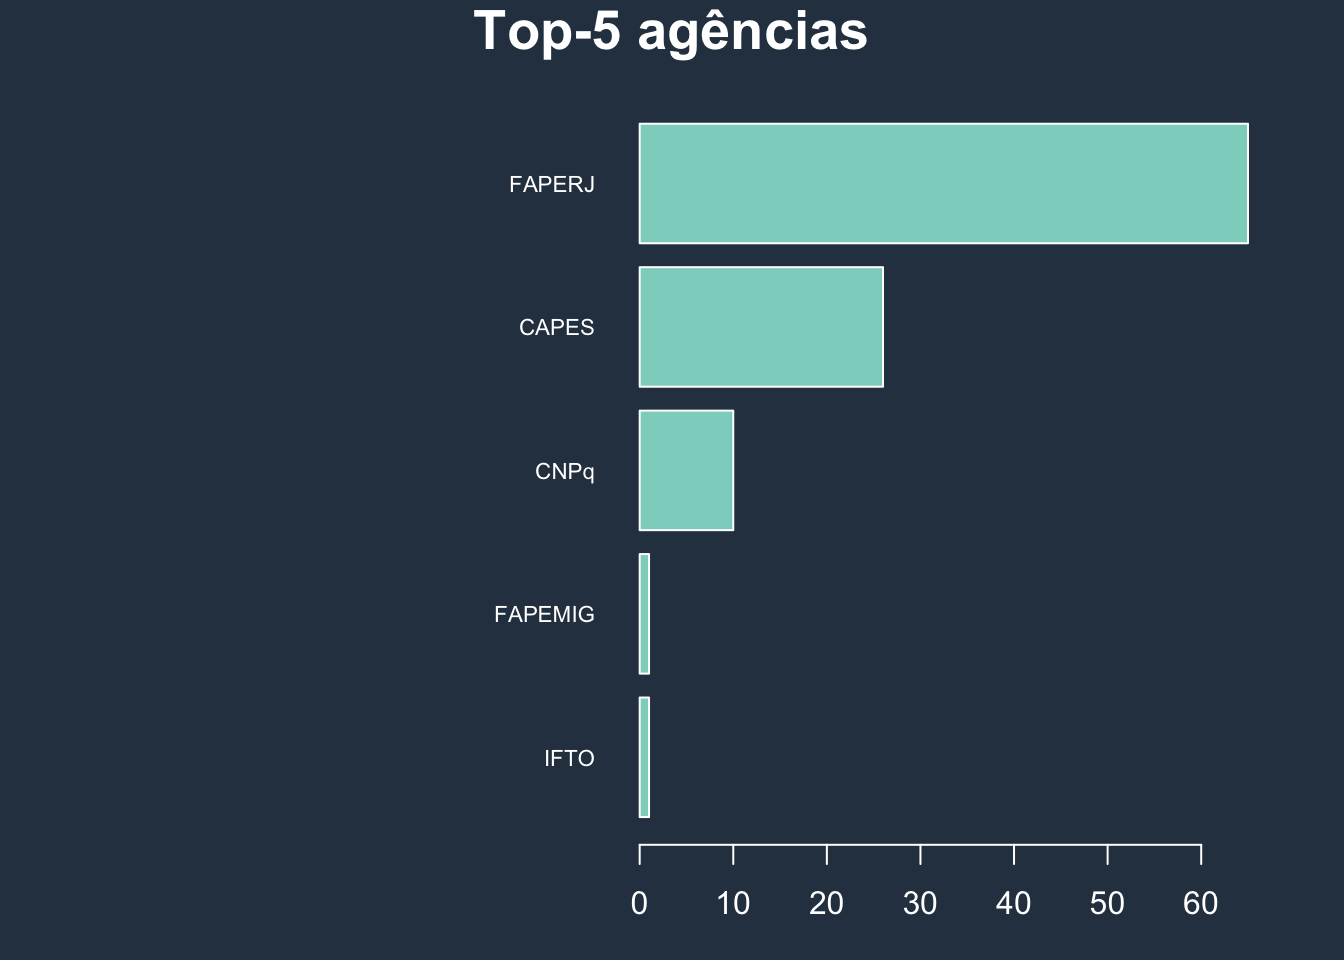 Top-5 agências
FAPERJ
CAPES
CNPq
FAPEMIG
IFTO
0 10 20 30 40 50 60